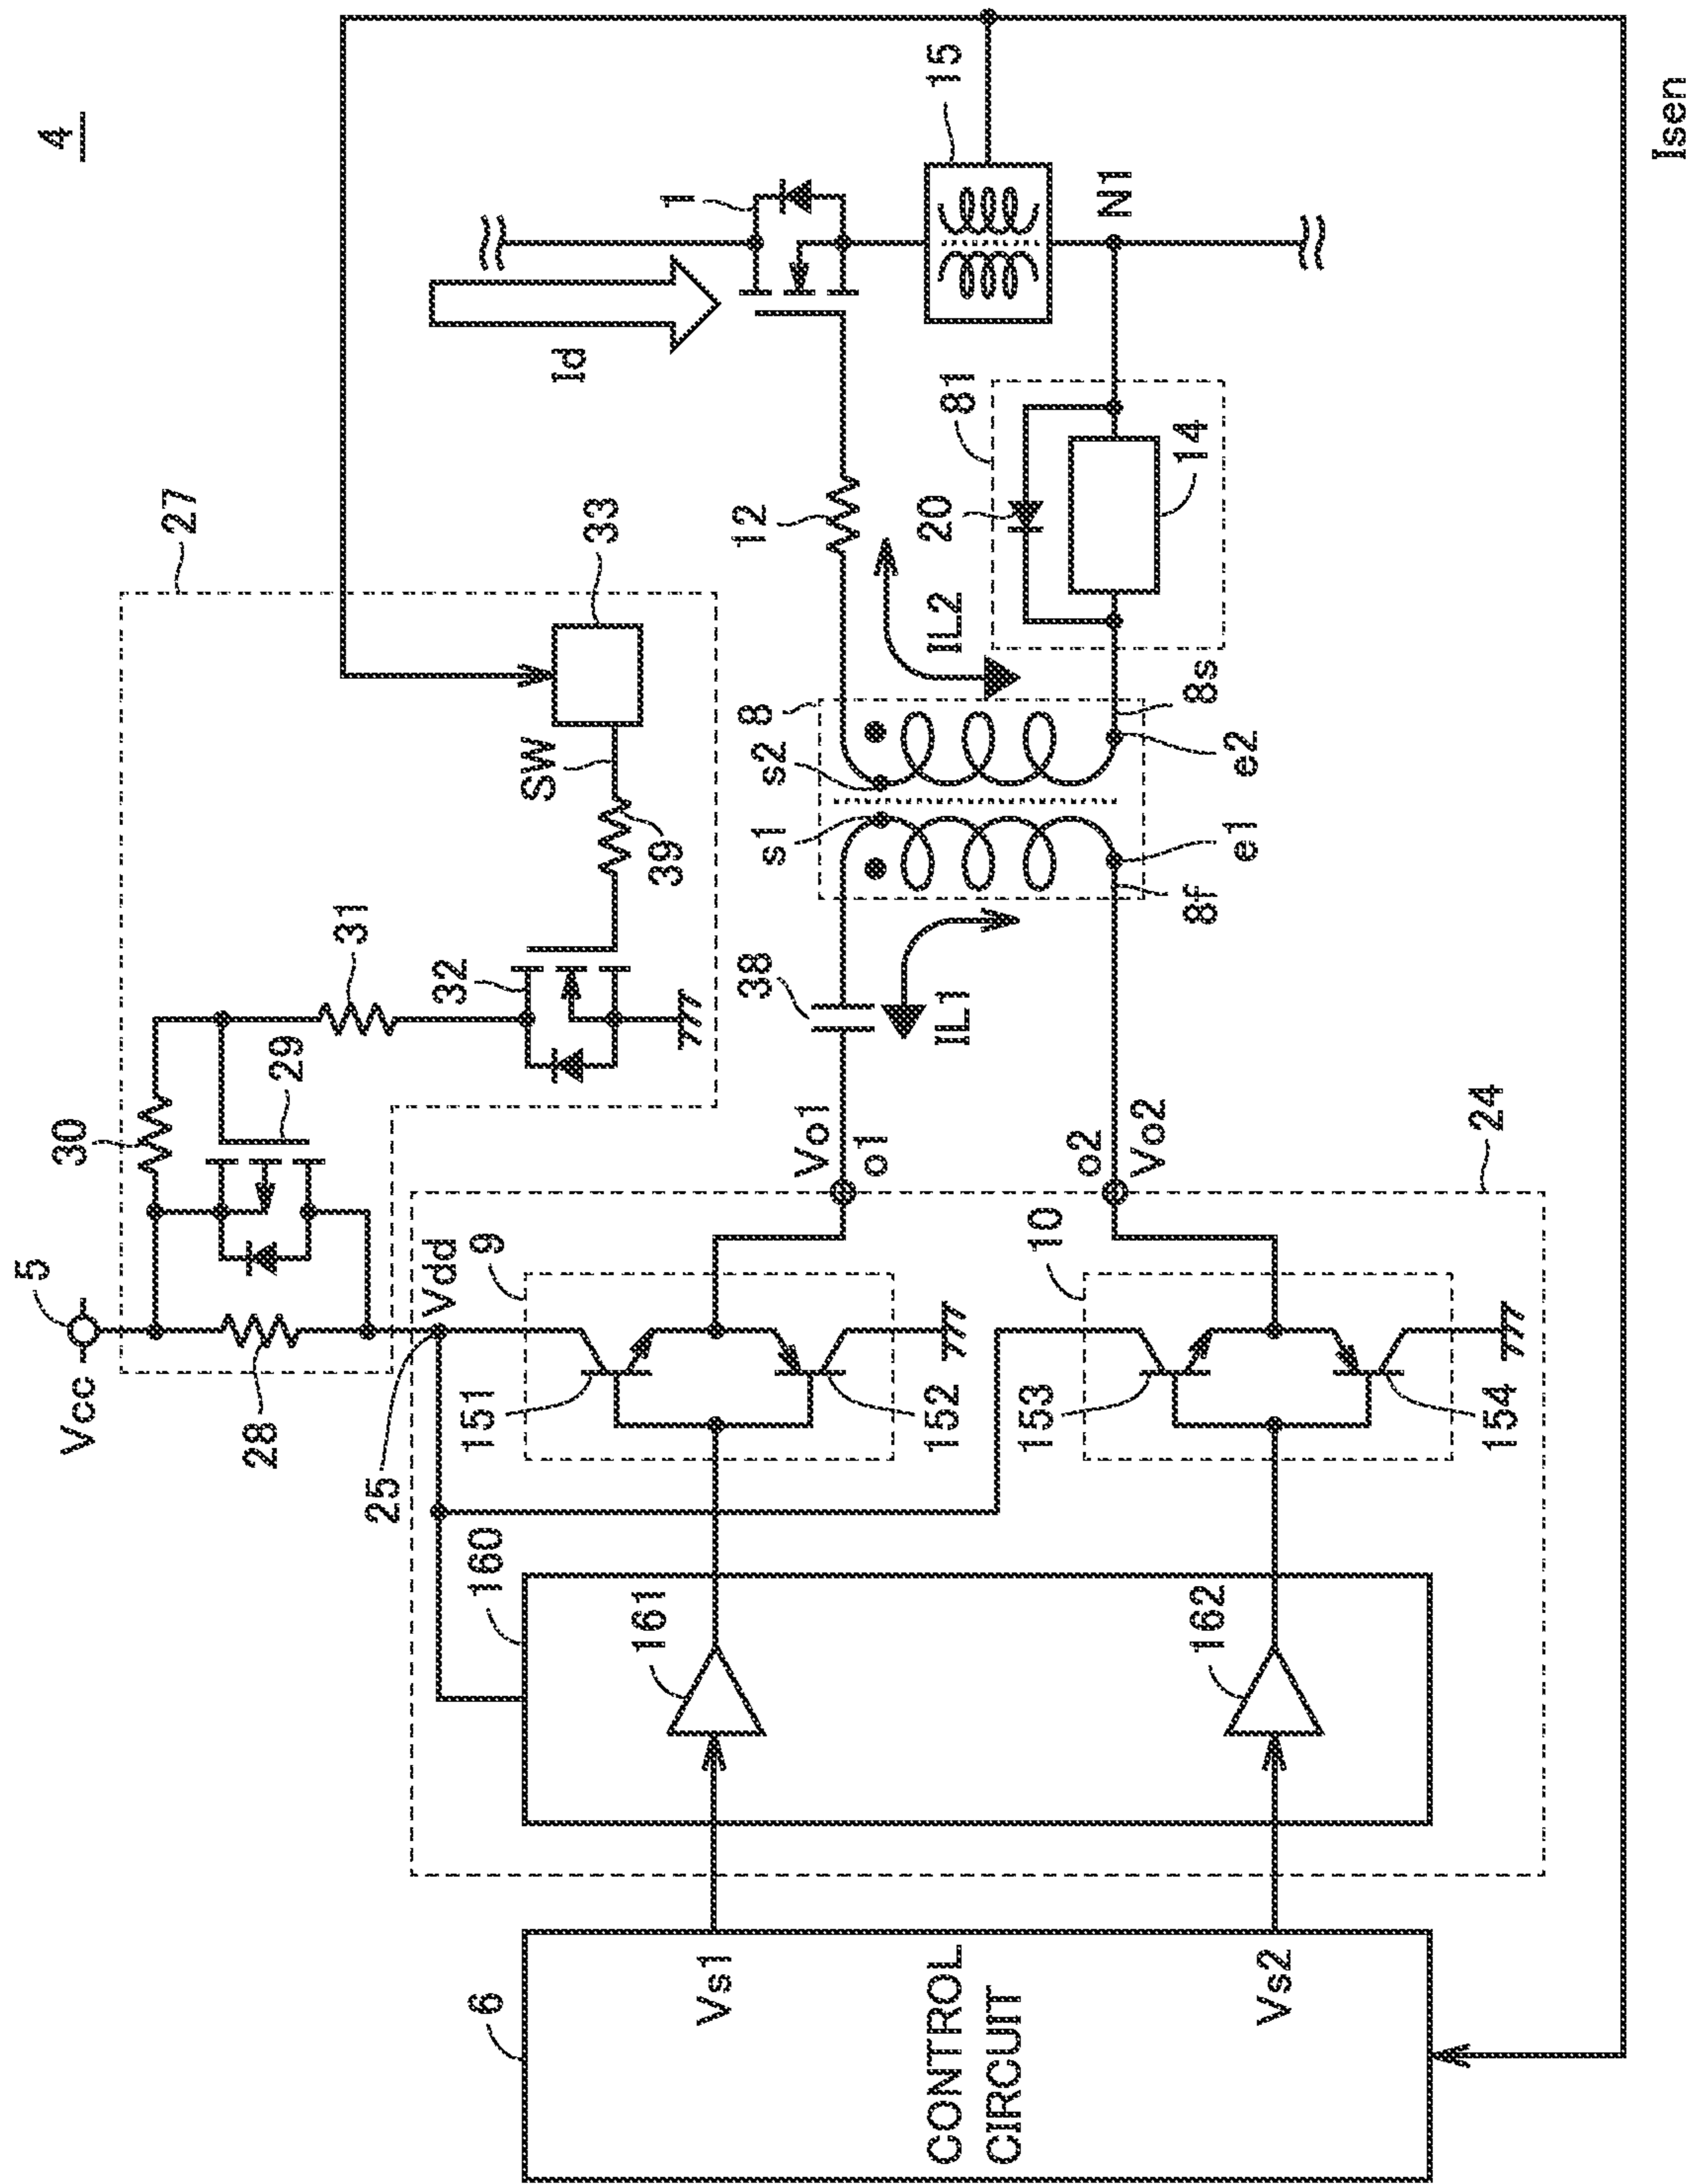 4
Isen
5
Vcc
30
28
29
31
27
32
33
SW
39
25
Vdd
Id
1
15
N1
12
IL2
20
81
14
8
s2
s1
8s
e2
e1
8f
38
IL1
Vo1
o1
o2
Vo2
24
9
10
151
152
153
154
160
161
162
6
Vs1
Vs2
CONTROL
CIRCUIT